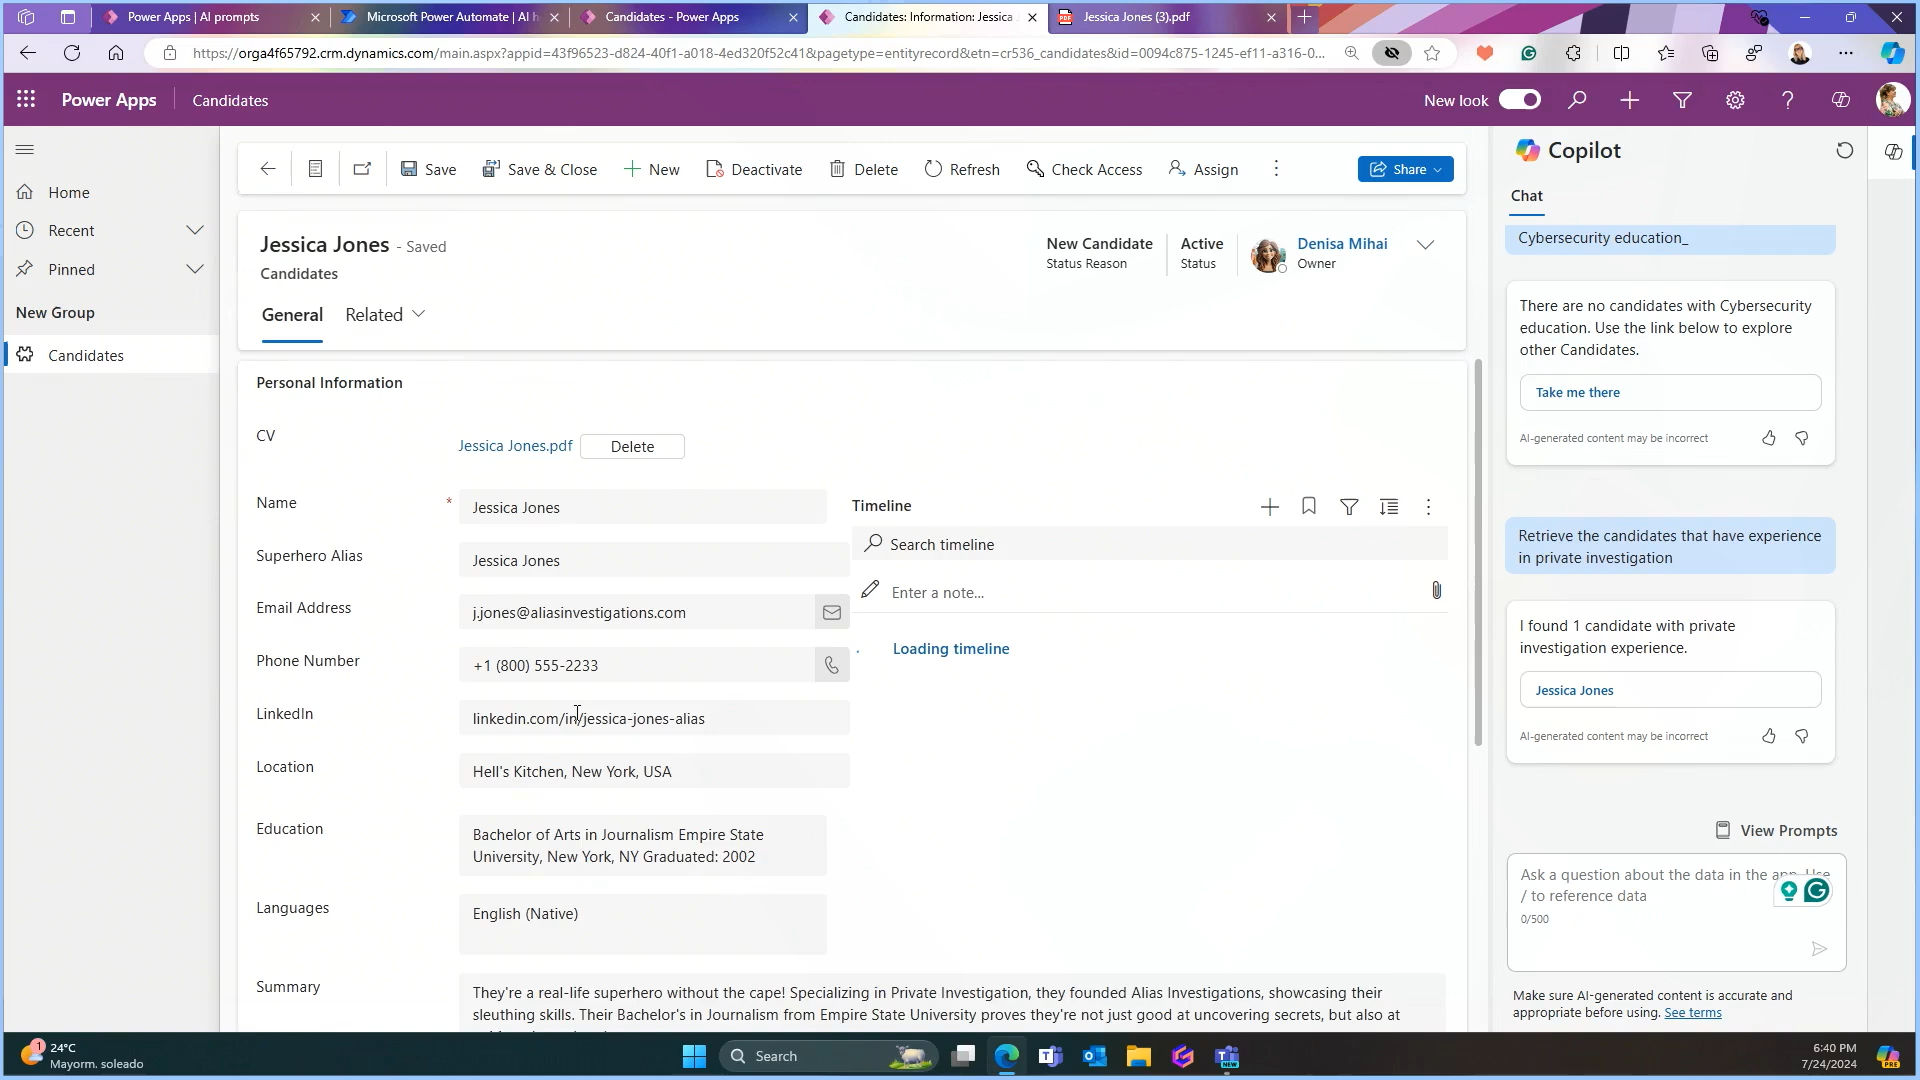 Power Apps | AI prompts
Microsoft Power Automate | AI h
Candidates - Power Apps
Candidates: Information: Jessica
Jessica Jones (3).pdf
https://orga4f65792.crm.dynamics.com/main.aspx?appid=43f96523-d824-40f1-a018-4ed320f52c41&pagetype=entityrecord&etn=cr536_candidates&id=0094c875-1245-ef11-a316-0...
Power Apps
Candidates
New look
Home
Recent
Pinned
New Group
Candidates
Save
Save & Close
New
Deactivate
Delete
Refresh
Check Access
Assign
Share
Jessica Jones - Saved
Candidates
New Candidate
Status Reason
Active
Status
Denisa Mihai
Owner
General
Related
Personal Information
CV
Jessica Jones.pdf
Delete
Name
*
Jessica Jones
Superhero Alias
Jessica Jones
Email Address
j.jones@aliasinvestigations.com
Phone Number
+1 (800) 555-2233
LinkedIn
linkedin.com/in/jessica-jones-alias
Location
Hell's Kitchen, New York, USA
Education
Bachelor of Arts in Journalism Empire State
University, New York, NY Graduated: 2002
Languages
English (Native)
Summary
They're a real-life superhero without the cape! Specializing in Private Investigation, they founded Alias Investigations, showcasing their
sleuthing skills. Their Bachelor's in Journalism from Empire State University proves they're not just good at uncovering secrets, but also at
Timeline
Search timeline
Enter a note...
Loading timeline
Copilot
Chat
Cybersecurity education_
There are no candidates with Cybersecurity
education. Use the link below to explore
other Candidates.
Take me there
AI-generated content may be incorrect
Retrieve the candidates that have experience
in private investigation
I found 1 candidate with private
investigation experience.
Jessica Jones
AI-generated content may be incorrect
View Prompts
Ask a question about the data in the app. Use
/ to reference data
0/500
Make sure AI-generated content is accurate and
appropriate before using. See terms
1
24°C
Mayorm. soleado
Search
NEW
6:40 PM
7/24/2024
PRE